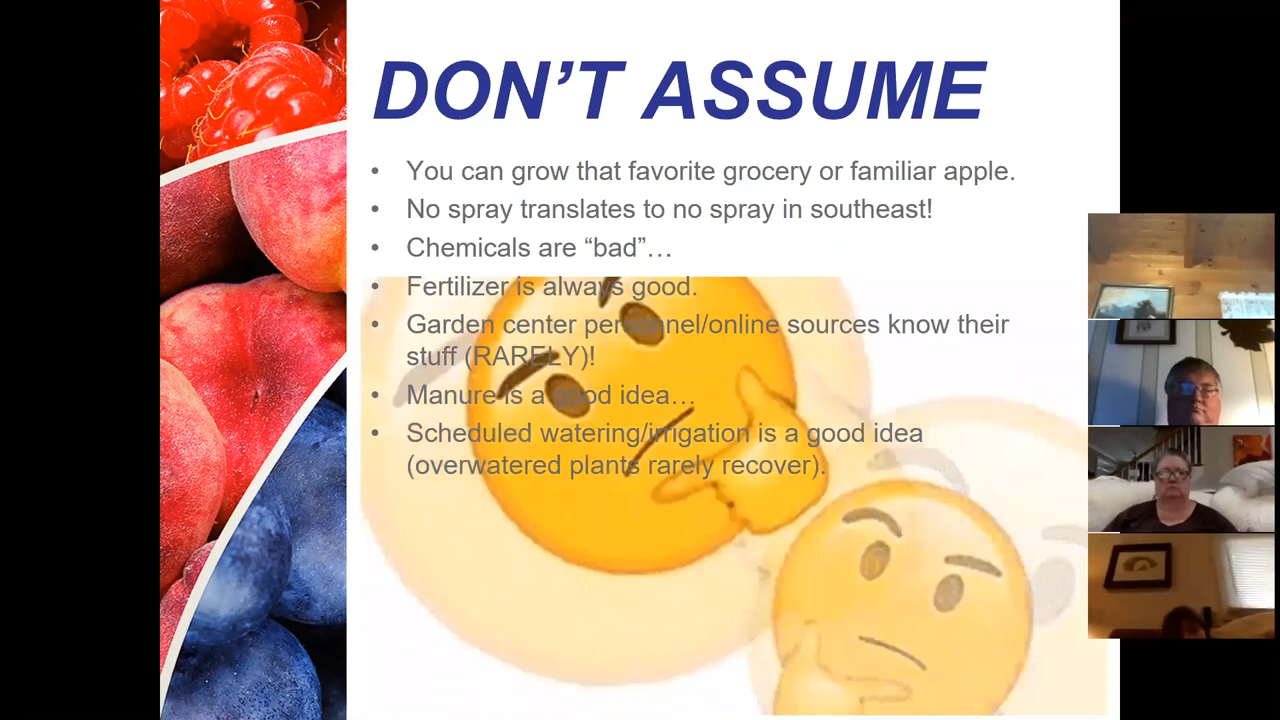 DON’T ASSUME
• You can grow that favorite grocery or familiar apple.
• No spray translates to no spray in southeast!
• Chemicals are “bad”…
• Fertilizer is always good.
• Garden center personnel/online sources know their
stuff (RARELY)!
• Manure is a good idea…
• Scheduled watering/irrigation is a good idea
(overwatered plants rarely recover).